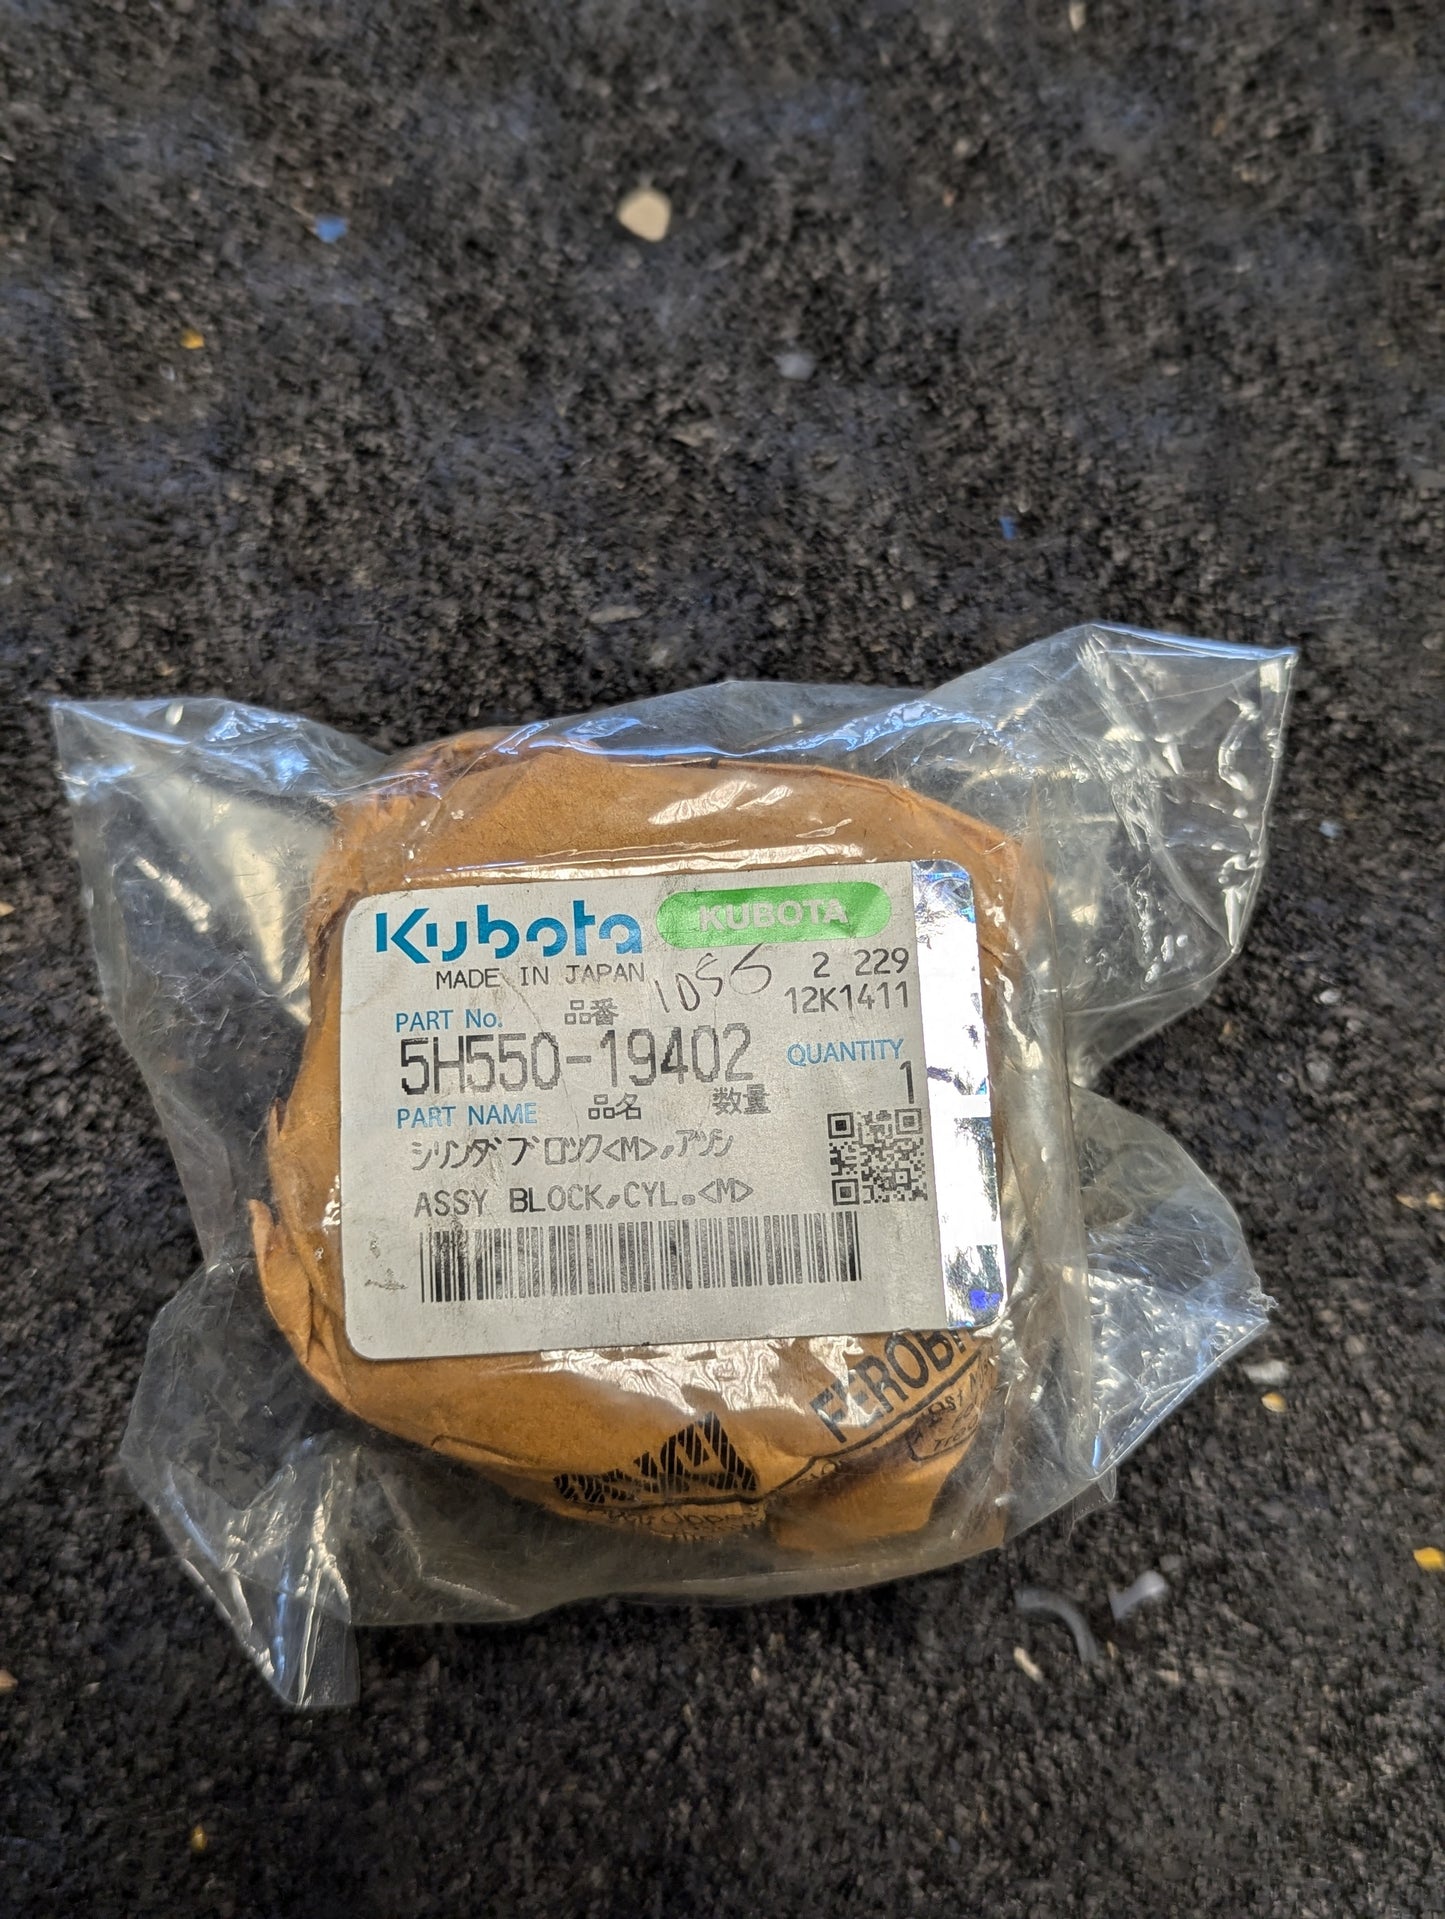 Kubota KUBOTA
MADE IN JAPAN 1056 2 229
12K1411
PART No. 品番
5H550-19402 QUANTITY
1
PART NAME 品名 数量
シリンダブロック<M>,アッシ
ASSY BLOCK,CYL.<M>
FEROB